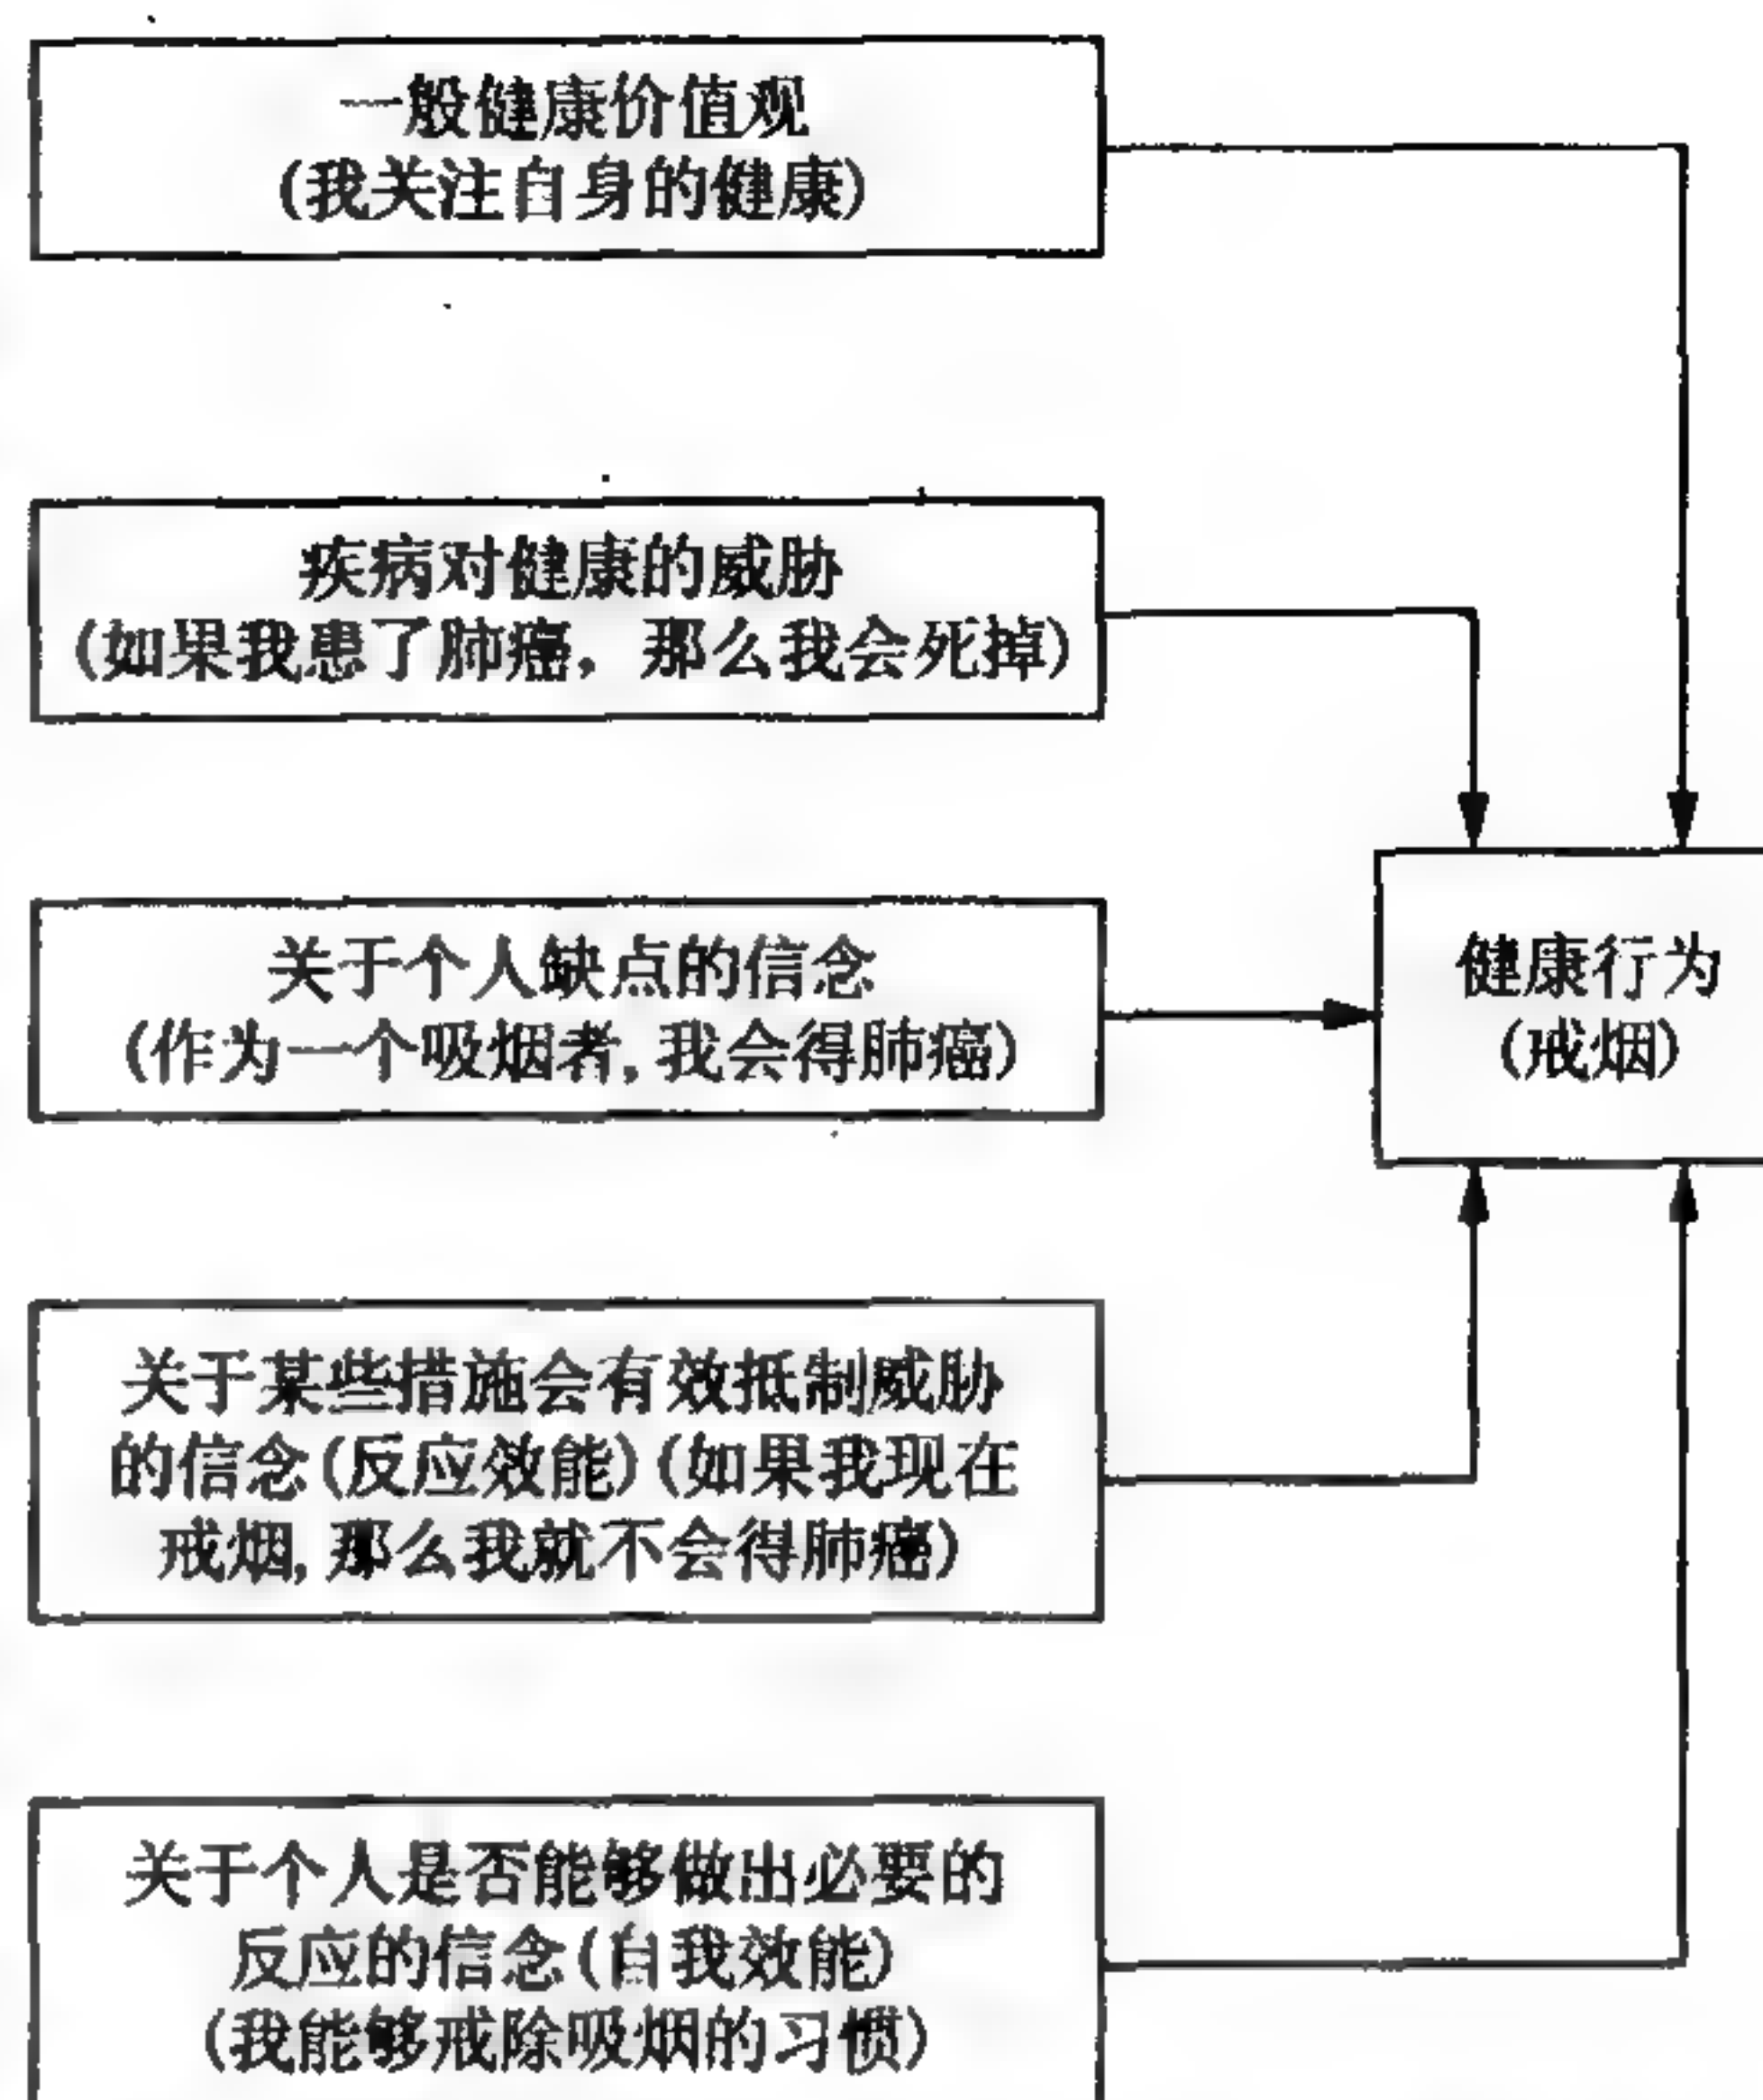 一般健康价值观
(我关注自身的健康)
疾病对健康的威胁
(如果我患了肺癌，那么我会死掉)
关于个人缺点的信念
(作为一个吸烟者,我会得肺癌)
健康行为
(戒烟)
关于某些措施会有效抵制威胁
的信念(反应效能)(如果我现在
戒烟,那么我就不会得肺癌)
关于个人是否能够做出必要的
反应的信念(自我效能)
(我能够戒除吸烟的习惯)